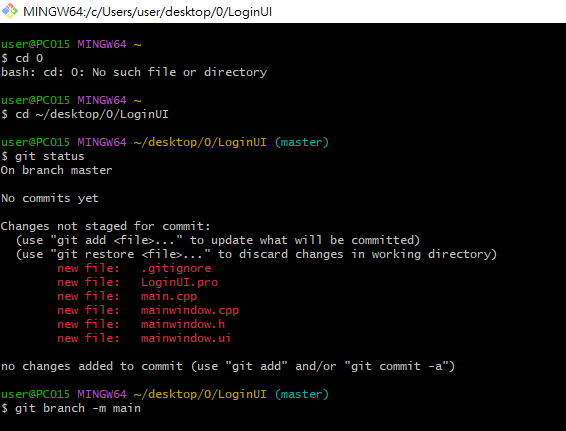 MINGW64:/c/Users/user/desktop/0/LoginUI
user@PC015 MINGW64 ~
$ cd 0
bash: cd: 0: No such file or directory
user@PC015 MINGW64 ~
$ cd ~/desktop/0/LoginUI
user@PC015 MINGW64 ~/desktop/0/LoginUI (master)
$ git status
On branch master
No commits yet
Changes not staged for commit:
  (use "git add <file>..." to update what will be committed)
  (use "git restore <file>..." to discard changes in working directory)
        new file:   .gitignore
        new file:   LoginUI.pro
        new file:   main.cpp
        new file:   mainwindow.cpp
        new file:   mainwindow.h
        new file:   mainwindow.ui
no changes added to commit (use "git add" and/or "git commit -a")
user@PC015 MINGW64 ~/desktop/0/LoginUI (master)
$ git branch -m main